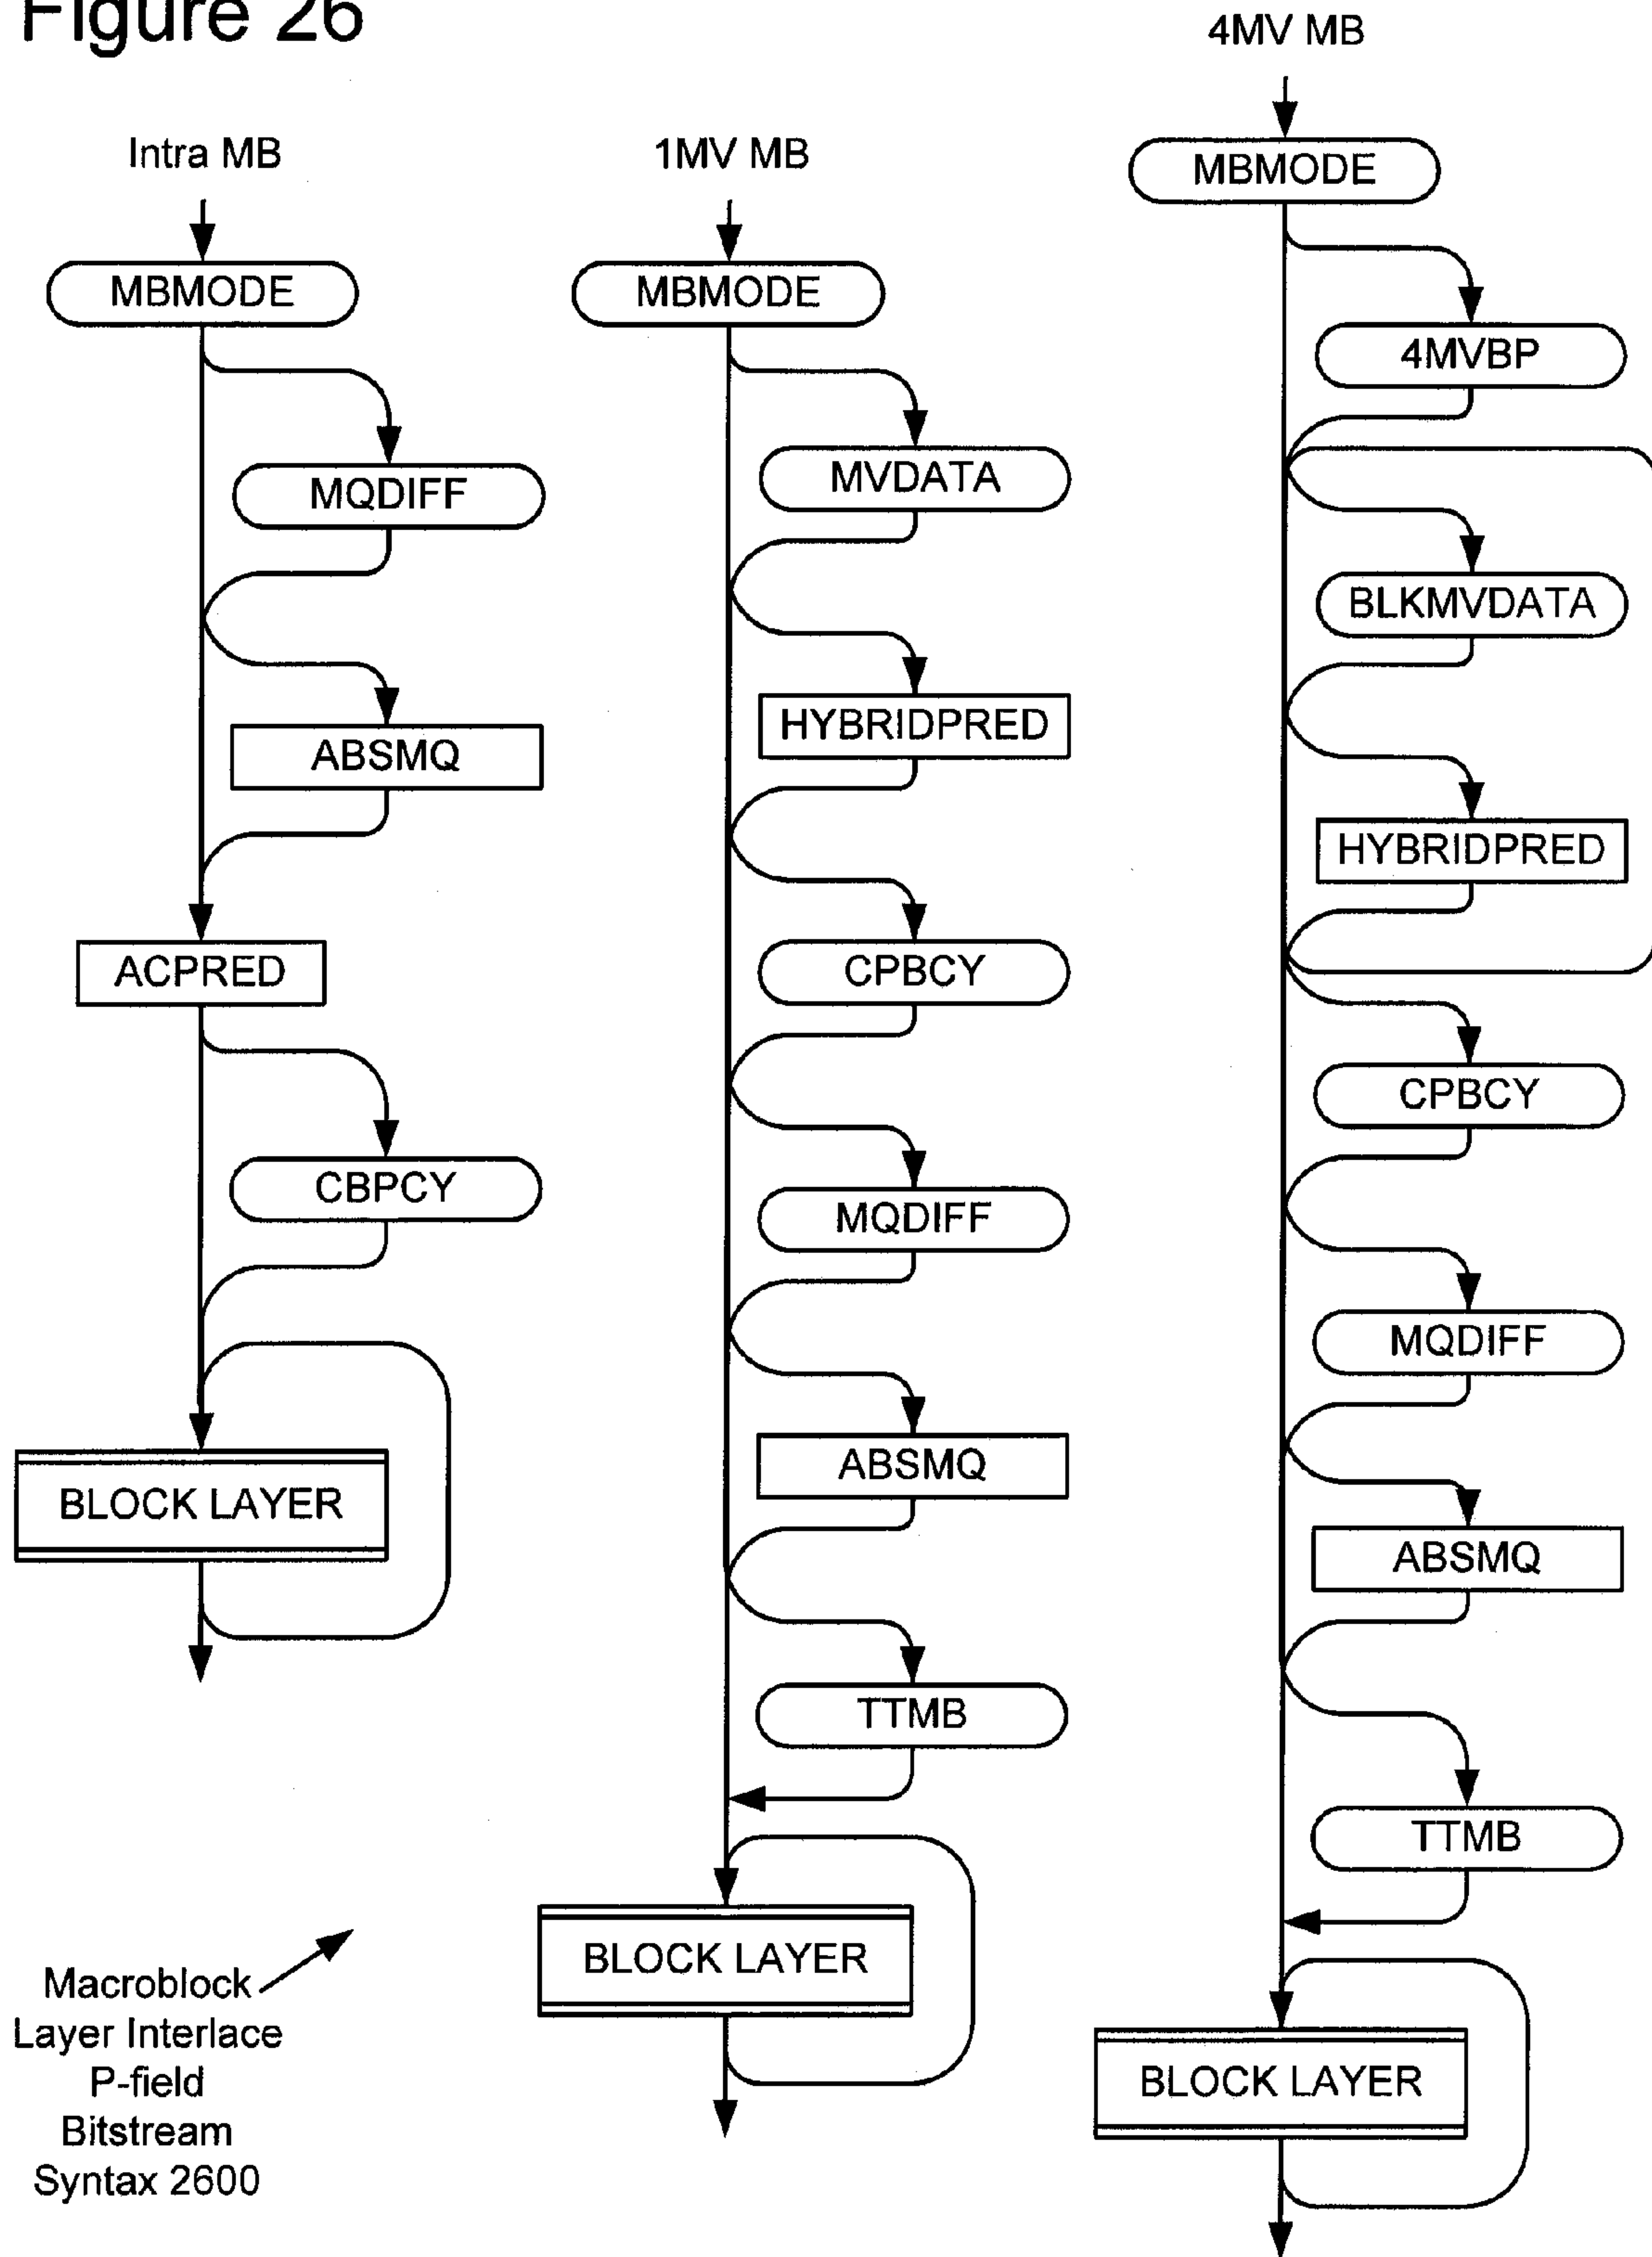 Figure 26
Intra MB
MBMODE
MQDIFF
ABSMQ
ACPRED
CBPCY
BLOCK LAYER
1MV MB
MBMODE
MVDATA
HYBRIDPRED
CPBCY
MQDIFF
ABSMQ
TTMB
BLOCK LAYER
4MV MB
MBMODE
4MVBP
BLKMVDATA
HYBRIDPRED
CPBCY
MQDIFF
ABSMQ
TTMB
BLOCK LAYER
Macroblock
Layer Interlace
P-field
Bitstream
Syntax 2600